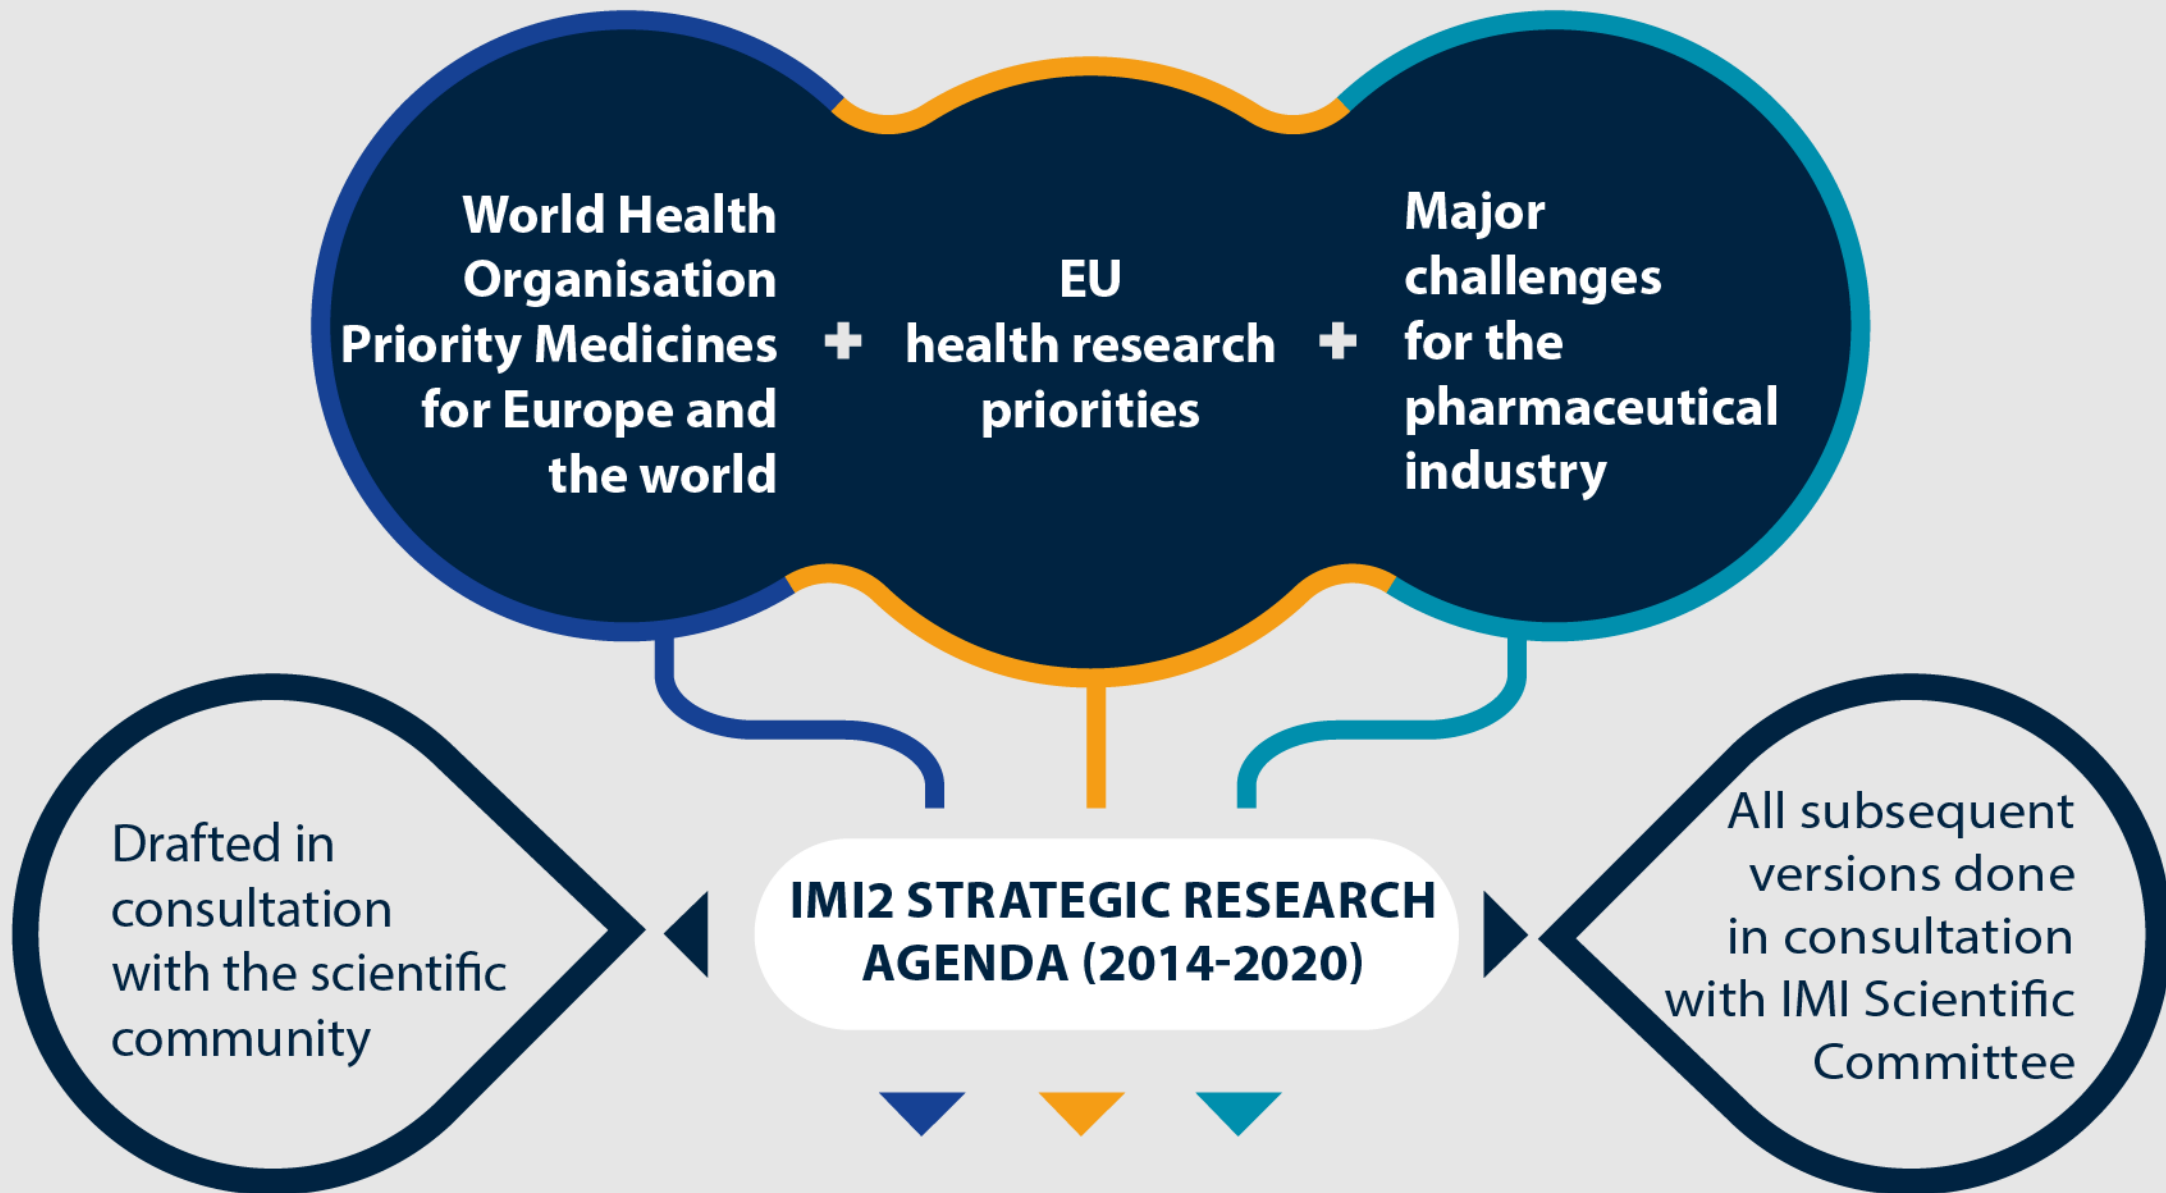 World Health
Organisation
Priority Medicines
for Europe and
the world
+
EU
health research
priorities
+
Major
challenges
for the
pharmaceutical
industry
Drafted in
consultation
with the scientific
community
IMI2 STRATEGIC RESEARCH
AGENDA (2014-2020)
All subsequent
versions done
in consultation
with IMI Scientific
Committee